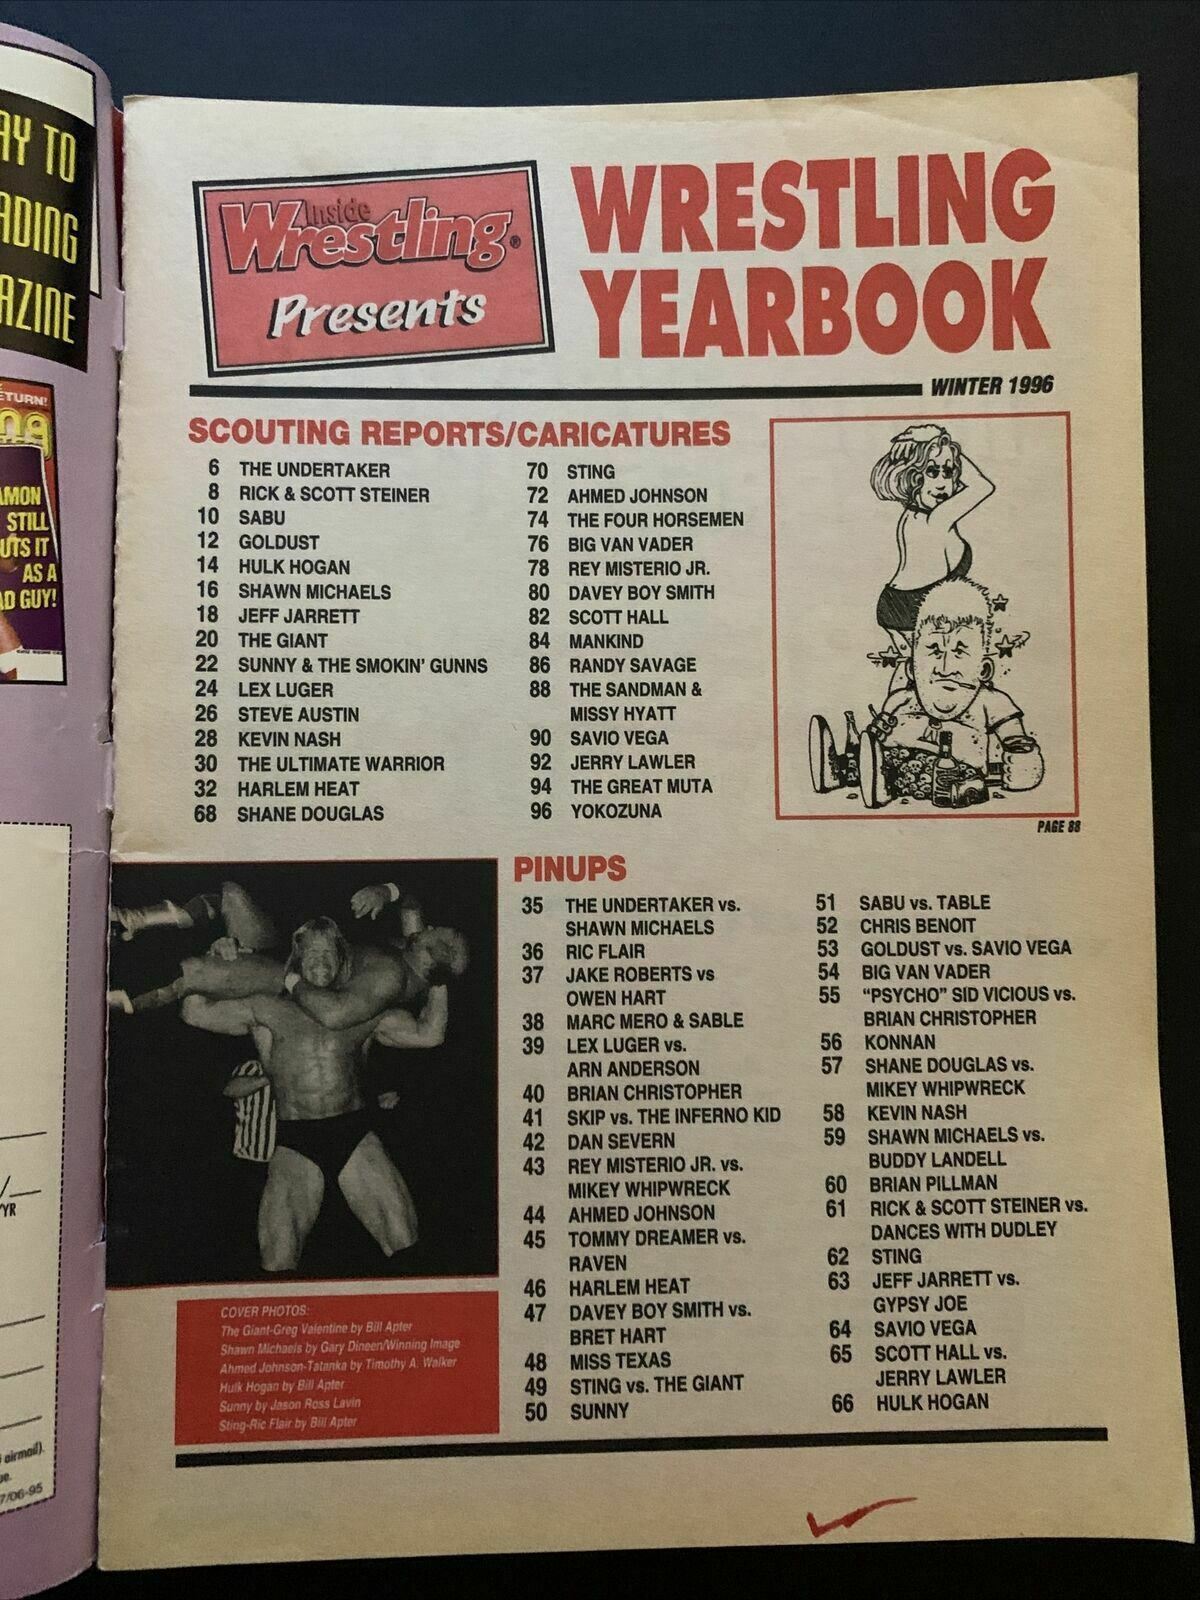 AY TO
ADING
AZINE
ETURN!
AMON
STILL
UTS IT
AS A
AD GUY!
/YR
airmail).
7/06-95
Inside
Wrestling®
Presents
WRESTLING
YEARBOOK
WINTER 1996
SCOUTING REPORTS/CARICATURES
6 THE UNDERTAKER
8 RICK & SCOTT STEINER
10 SABU
12 GOLDUST
14 HULK HOGAN
16 SHAWN MICHAELS
18 JEFF JARRETT
20 THE GIANT
22 SUNNY & THE SMOKIN' GUNNS
24 LEX LUGER
26 STEVE AUSTIN
28 KEVIN NASH
30 THE ULTIMATE WARRIOR
32 HARLEM HEAT
68 SHANE DOUGLAS
70 STING
72 AHMED JOHNSON
74 THE FOUR HORSEMEN
76 BIG VAN VADER
78 REY MISTERIO JR.
80 DAVEY BOY SMITH
82 SCOTT HALL
84 MANKIND
86 RANDY SAVAGE
88 THE SANDMAN &
MISSY HYATT
90 SAVIO VEGA
92 JERRY LAWLER
94 THE GREAT MUTA
96 YOKOZUNA
PAGE 88
PINUPS
35 THE UNDERTAKER vs.
SHAWN MICHAELS
36 RIC FLAIR
37 JAKE ROBERTS vs
OWEN HART
38 MARC MERO & SABLE
39 LEX LUGER vs.
ARN ANDERSON
40 BRIAN CHRISTOPHER
41 SKIP vs. THE INFERNO KID
42 DAN SEVERN
43 REY MISTERIO JR. vs.
MIKEY WHIPWRECK
44 AHMED JOHNSON
45 TOMMY DREAMER vs.
RAVEN
46 HARLEM HEAT
47 DAVEY BOY SMITH vs.
BRET HART
48 MISS TEXAS
49 STING vs. THE GIANT
50 SUNNY
51 SABU vs. TABLE
52 CHRIS BENOIT
53 GOLDUST vs. SAVIO VEGA
54 BIG VAN VADER
55 "PSYCHO" SID VICIOUS vs.
BRIAN CHRISTOPHER
56 KONNAN
57 SHANE DOUGLAS vs.
MIKEY WHIPWRECK
58 KEVIN NASH
59 SHAWN MICHAELS vs.
BUDDY LANDELL
60 BRIAN PILLMAN
61 RICK & SCOTT STEINER vs.
DANCES WITH DUDLEY
62 STING
63 JEFF JARRETT vs.
GYPSY JOE
64 SAVIO VEGA
65 SCOTT HALL vs.
JERRY LAWLER
66 HULK HOGAN
COVER PHOTOS:
The Giant-Greg Valentine by Bill Apter
Shawn Michaels by Gary Dineen/Winning Image
Ahmed Johnson-Tatanka by Timothy A. Walker
Hulk Hogan by Bill Apter
Sunny by Jason Ross Lavin
Sting-Ric Flair by Bill Apter